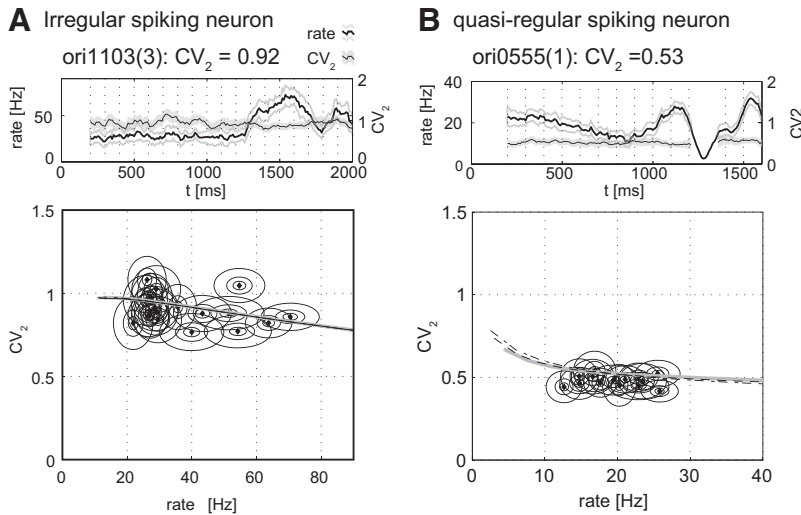 A Irregular spiking neuron
ori1103(3): CV2 = 0.92
rate
CV2
rate [Hz]
50
0
2
1
0
CV2
0 500 1000 1500 2000
t [ms]
1.5
1
0.5
0
CV2
0 20 40 60 80
rate [Hz]
B quasi-regular spiking neuron
ori0555(1): CV2 =0.53
rate [Hz]
40
20
0
2
1
0
CV2
0 500 1000 1500
t [ms]
1.5
1
0.5
0
CV2
0 10 20 30 40
rate [Hz]